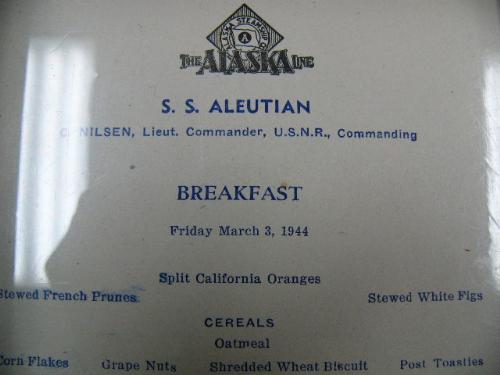 ALASKA STEAMSHIP CO
A
THE ALASKA LINE
S. S. ALEUTIAN
NILSEN, Lieut. Commander, U.S.N.R., Commanding
BREAKFAST
Friday March 3, 1944
Split California Oranges
Stewed French Prunes Stewed White Figs
CEREALS
Oatmeal
Corn Flakes Grape Nuts Shredded Wheat Biscuit Post Toasties